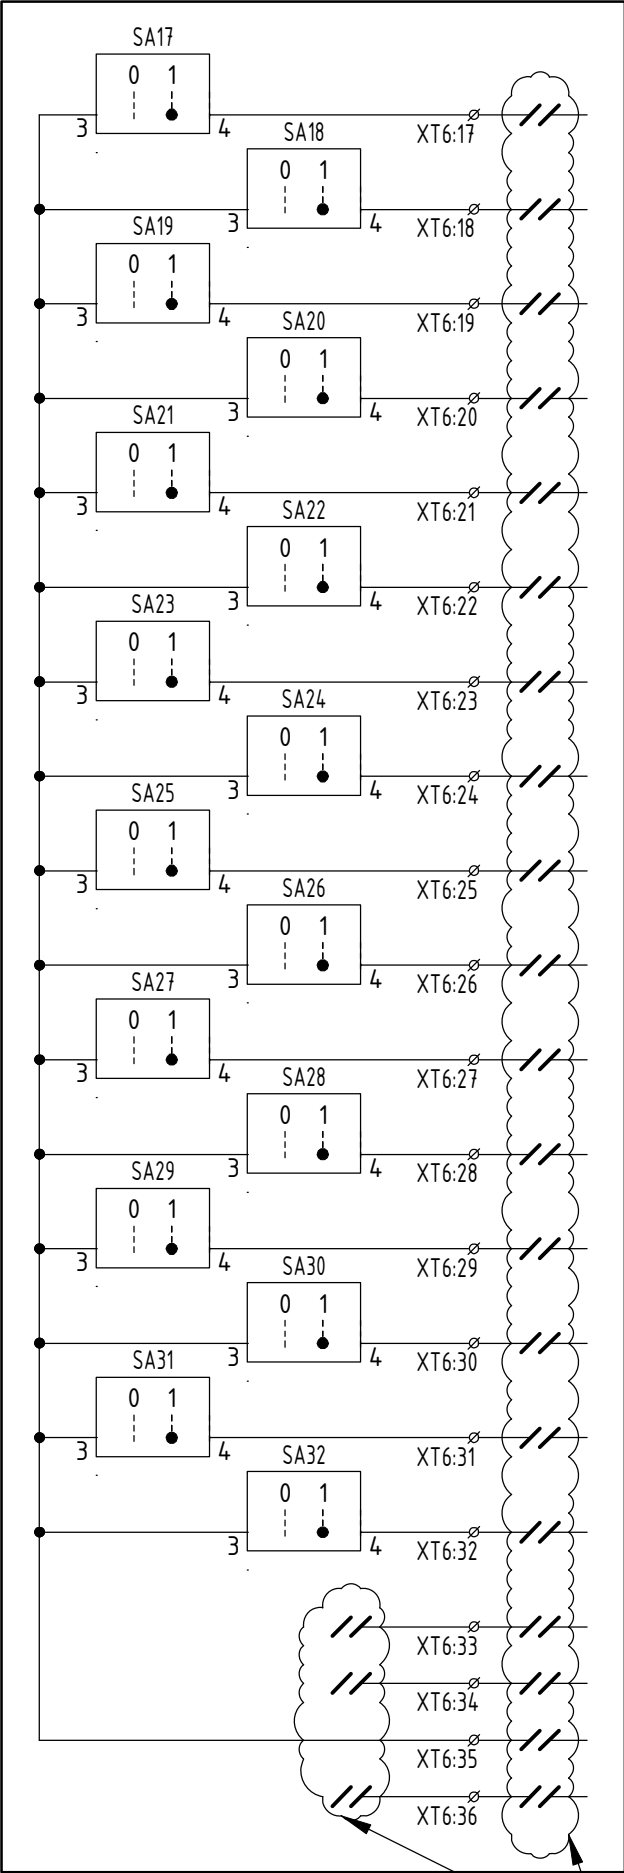 SA17
0 1
3 4 XT6:17
SA18
0 1
3 4 XT6:18
SA19
0 1
3 4 XT6:19
SA20
0 1
3 4 XT6:20
SA21
0 1
3 4 XT6:21
SA22
0 1
3 4 XT6:22
SA23
0 1
3 4 XT6:23
SA24
0 1
3 4 XT6:24
SA25
0 1
3 4 XT6:25
SA26
0 1
3 4 XT6:26
SA27
0 1
3 4 XT6:27
SA28
0 1
3 4 XT6:28
SA29
0 1
3 4 XT6:29
SA30
0 1
3 4 XT6:30
SA31
0 1
3 4 XT6:31
SA32
0 1
3 4 XT6:32
XT6:33
XT6:34
XT6:35
XT6:36